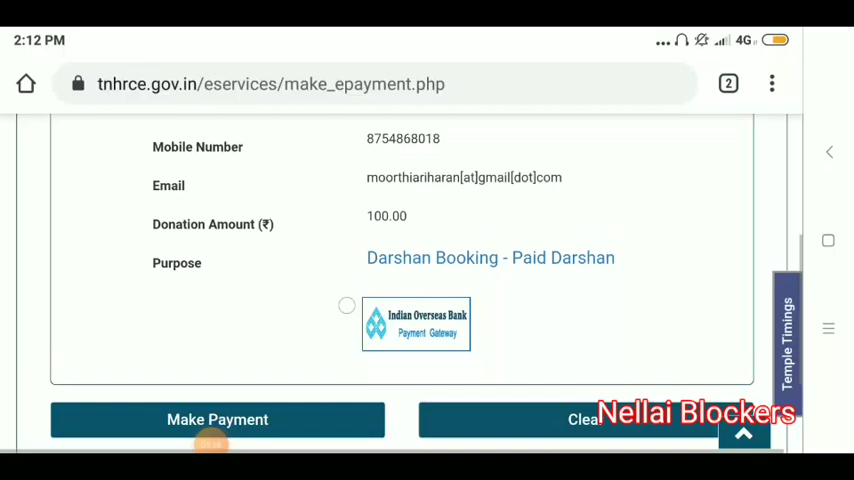 2:12 PM
4G
tnhrce.gov.in/eservices/make_epayment.php
2
Mobile Number 8754868018
Email moorthiariharan[at]gmail[dot]com
Donation Amount (₹) 100.00
Purpose Darshan Booking - Paid Darshan
Indian Overseas Bank
Payment Gateway
Temple Timings
Make Payment
Clea
Nellai Blockers